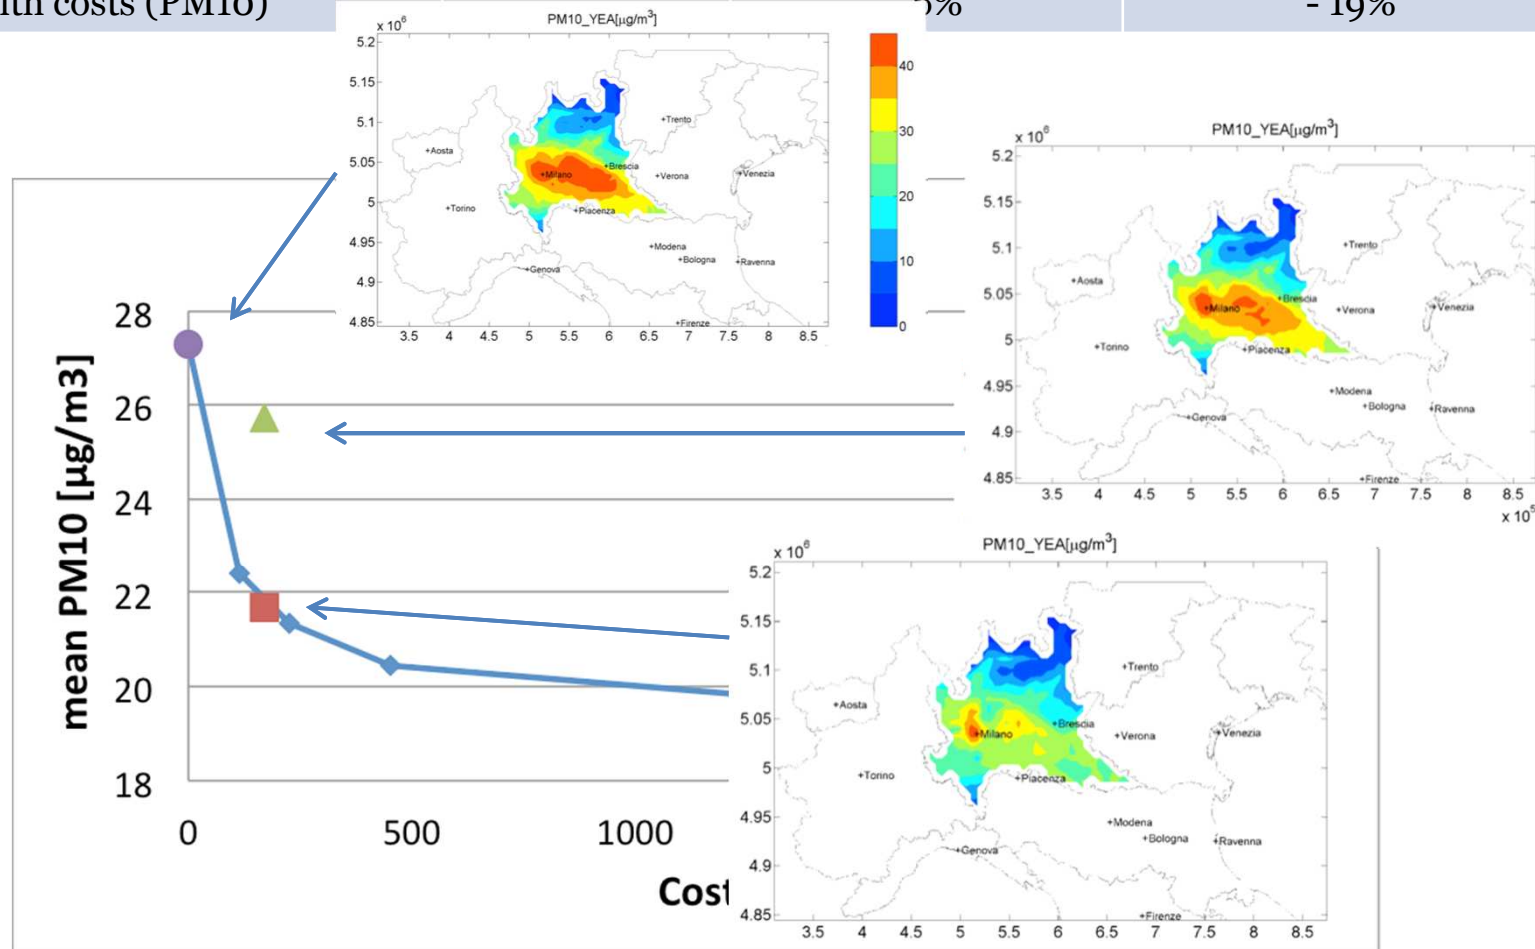 lth costs (PM10)
5%
- 19%
PM10_YEA[µg/m³]
x 10⁶
5.2
5.15
5.1
5.05
5
4.95
4.9
4.85
3.5 4 4.5 5 5.5 6 6.5 7 7.5 8 8.5
+Trento
+Aosta
+Brescia
+Milano
+Verona
+Venezia
+Torino
+Piacenza
+Modena
+Bologna
+Ravenna
+Genova
+Firenze
40
30
20
10
0
PM10_YEA[µg/m³]
x 10⁶
5.2
5.15
5.1
5.05
5
4.95
4.9
4.85
3.5 4 4.5 5 5.5 6 6.5 7 7.5 8 8.5
x 10⁵
+Trento
+Aosta
+Brescia
+Milano
+Verona
+Venezia
+Torino
+Piacenza
+Modena
+Bologna
+Ravenna
+Genova
+Firenze
mean PM10 [µg/m3]
28
26
24
22
20
18
0 500 1000
Cost
PM10_YEA[µg/m³]
x 10⁶
5.2
5.15
5.1
5.05
5
4.95
4.9
4.85
3.5 4 4.5 5 5.5 6 6.5 7 7.5 8 8.5
+Trento
+Aosta
+Brescia
+Milano
+Verona
+Venezia
+Torino
+Piacenza
+Modena
+Bologna
+Ravenna
+Genova
+Firenze